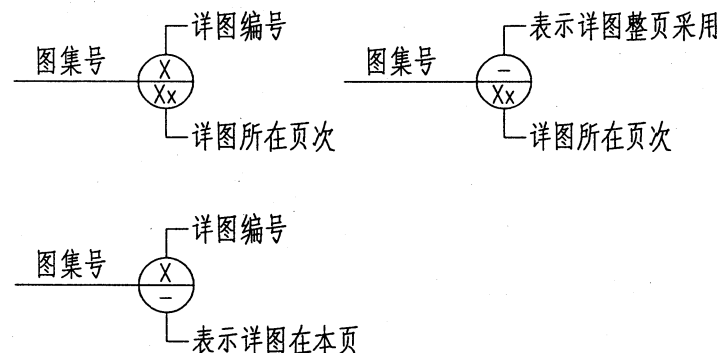 详图编号
图集号
X
Xx
详图所在页次
表示详图整页采用
图集号
-
Xx
详图所在页次
详图编号
图集号
X
-
表示详图在本页